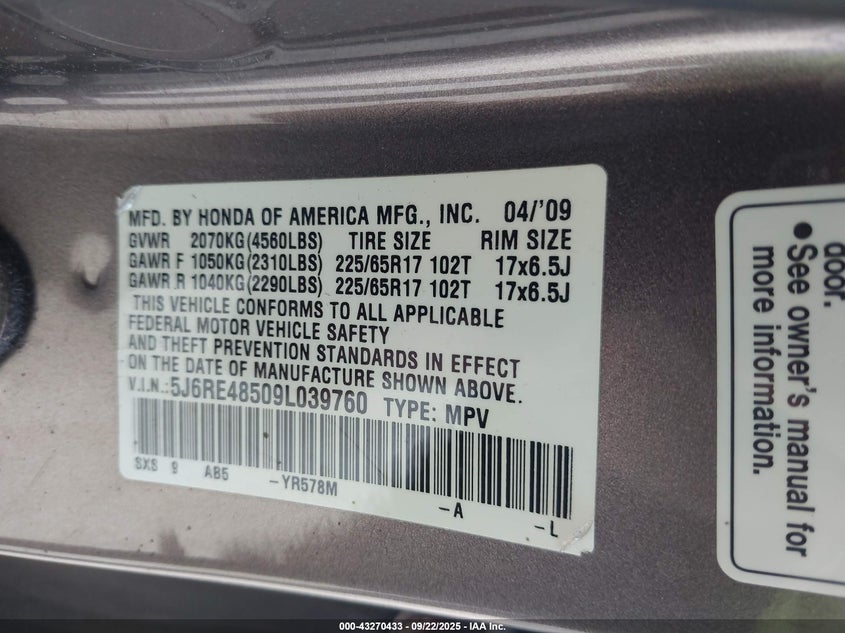 MFD. BY HONDA OF AMERICA MFG., INC. 04/'09
GVWR 2070KG(4560LBS) TIRE SIZE RIM SIZE
GAWR F 1050KG(2310LBS) 225/65R17 102T 17x6.5J
GAWR R 1040KG(2290LBS) 225/65R17 102T 17x6.5J
THIS VEHICLE CONFORMS TO ALL APPLICABLE
FEDERAL MOTOR VEHICLE SAFETY
AND THEFT PREVENTION STANDARDS IN EFFECT
ON THE DATE OF MANUFACTURE SHOWN ABOVE.
V.I.N.:5J6RE48509L039760 TYPE: MPV
SXS 9 AB5 -YR578M -A -L
door.
● See owner's manual for
more information.
000-43270433 - 09/22/2025 - IAA Inc.